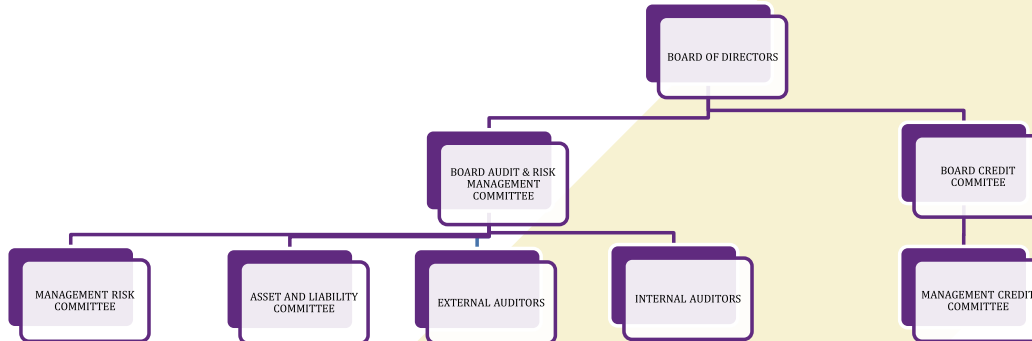 BOARD OF DIRECTORS
BOARD AUDIT & RISK
MANAGEMENT
COMMITTEE
BOARD CREDIT
COMMITEE
MANAGEMENT RISK
COMMITTEE
ASSET AND LIABILITY
COMMITTEE
EXTERNAL AUDITORS
INTERNAL AUDITORS
MANAGEMENT CREDIT
COMMITTEE